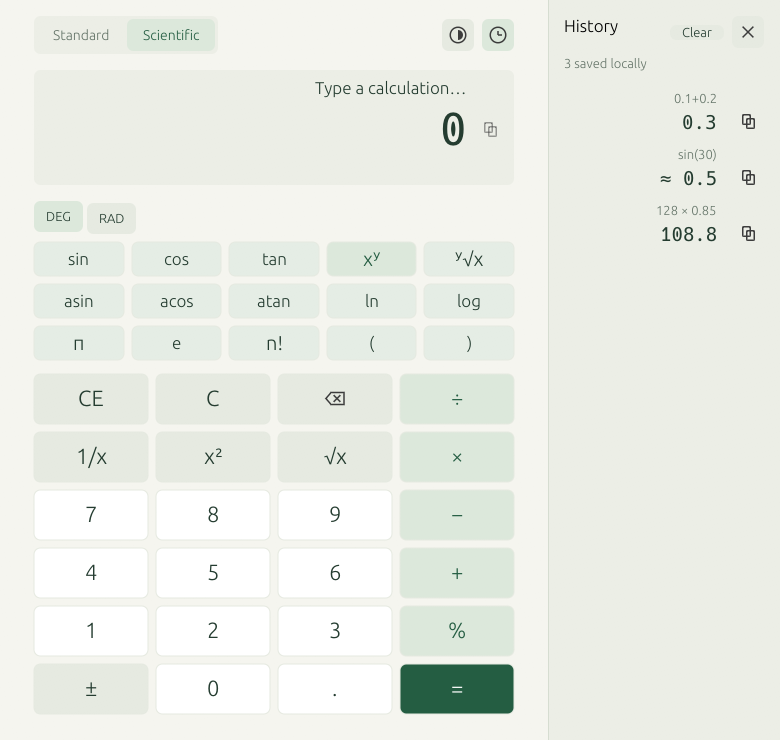 Standard Scientific
Type a calculation...
0
DEG RAD
sin cos tan xʸ ʸ√x
asin acos atan ln log
π e n! ( )
CE C ÷
1/x x² √x ×
7 8 9 −
4 5 6 +
1 2 3 %
± 0 . =
History Clear
3 saved locally
0.1+0.2
0.3
sin(30)
≈ 0.5
128 × 0.85
108.8